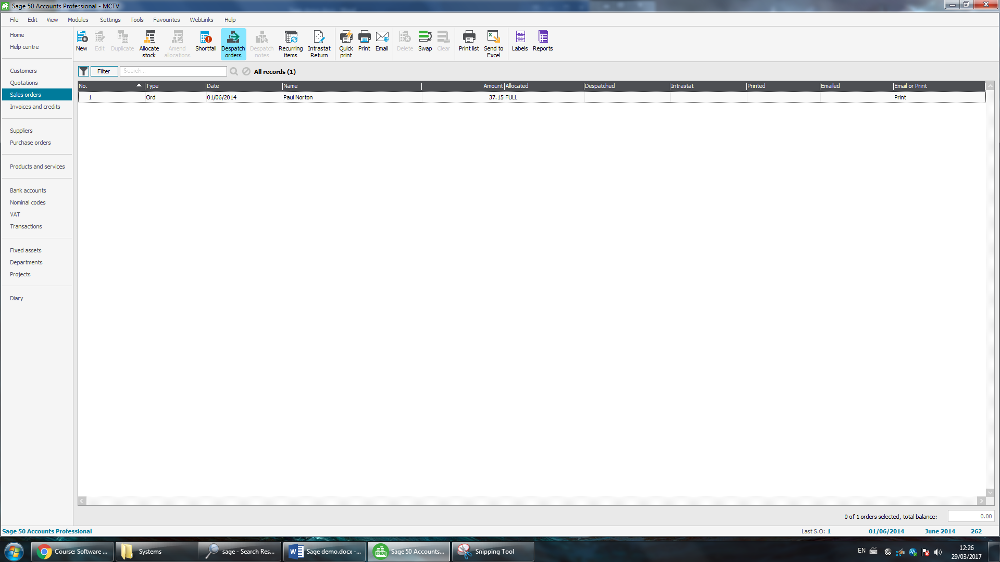 Sage 50 Accounts Professional - MCTV
File Edit View Modules Settings Tools Favourites WebLinks Help
Home
Help centre
Customers
Quotations
Sales orders
Invoices and credits
Suppliers
Purchase orders
Products and services
Bank accounts
Nominal codes
VAT
Transactions
Fixed assets
Departments
Projects
Diary
New Edit Duplicate Allocate stock Amend allocations Shortfall Despatch orders Despatch notes Recurring items Intrastat Return Quick print Print Email Delete Swap Clear Print list Send to Excel Labels Reports
Filter Search... All records (1)
No. Type Date Name Amount Allocated Despatched Intrastat Printed Emailed Email or Print
1 Ord 01/06/2014 Paul Norton 37.15 FULL Print
0 of 1 orders selected, total balance: 0.00
Sage 50 Accounts Professional Last S.O: 1 01/06/2014 June 2014 262
Course: Software ... Systems sage - Search Res... Sage demo.docx -... Sage 50 Accounts... Snipping Tool EN 12:26
29/03/2017